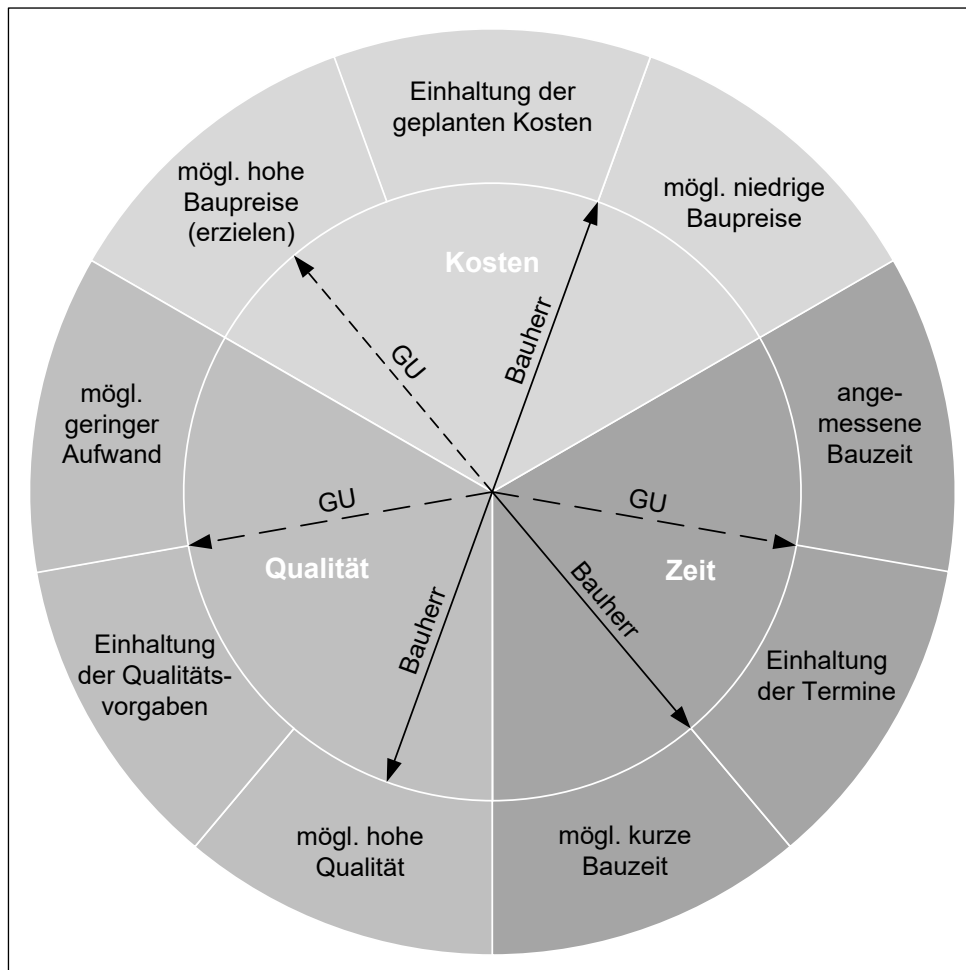 Einhaltung der
geplanten Kosten
mögl. hohe
Baupreise
(erzielen)
mögl. niedrige
Baupreise
Kosten
Bauherr
GU
mögl.
geringer
Aufwand
ange-
messene
Bauzeit
GU
GU
Qualität
Zeit
Bauherr
Bauherr
Einhaltung
der Qualitäts-
vorgaben
Einhaltung
der Termine
mögl. hohe
Qualität
mögl. kurze
Bauzeit